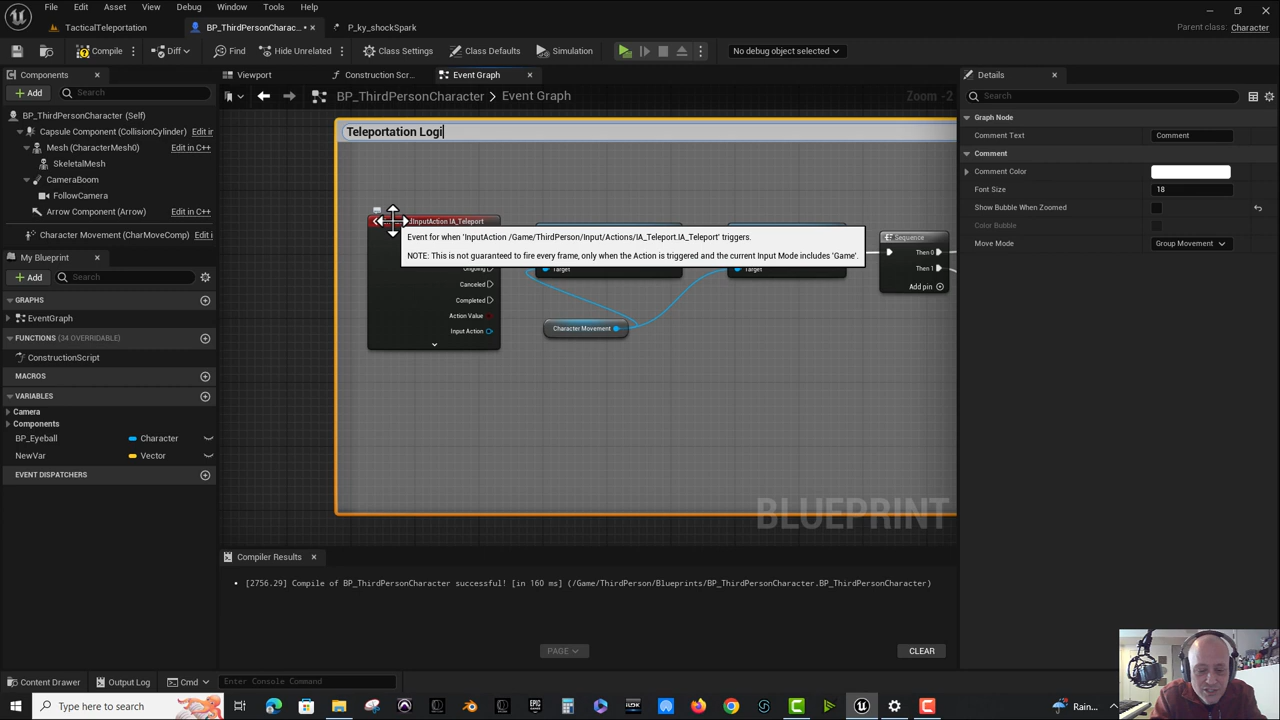 File Edit Asset View Debug Window Tools Help
TacticalTeleportation
BP_ThirdPersonCharac... •
P_ky_shockSpark
Parent class: Character
Compile
Diff
Find
Hide Unrelated
Class Settings
Class Defaults
Simulation
No debug object selected
Components
Viewport
Construction Scr...
Event Graph
Details
Add
Search
BP_ThirdPersonCharacter > Event Graph
Zoom -2
Search
BP_ThirdPersonCharacter (Self)
Capsule Component (CollisionCylinder) Edit in
Mesh (CharacterMesh0) Edit in C++
SkeletalMesh
CameraBoom
FollowCamera
Arrow Component (Arrow) Edit in C++
Character Movement (CharMoveComp) Edit i
My Blueprint
Add
Search
GRAPHS
EventGraph
FUNCTIONS (34 OVERRIDABLE)
ConstructionScript
MACROS
VARIABLES
Camera
Components
BP_Eyeball Character
NewVar Vector
EVENT DISPATCHERS
Teleportation Logi
dInputAction IA_Teleport
Event for when 'InputAction /Game/ThirdPerson/Input/Actions/IA_Teleport.IA_Teleport' triggers.
NOTE: This is not guaranteed to fire every frame, only when the Action is triggered and the current Input Mode includes 'Game'.
Ongoing
Canceled
Completed
Action Value
Input Action
Target
Target
Character Movement
Sequence
Then 0
Then 1
Add pin
BLUEPRINT
Graph Node
Comment Text Comment
Comment
Comment Color
Font Size 18
Show Bubble When Zoomed
Color Bubble
Move Mode Group Movement
Compiler Results
[2756.29] Compile of BP_ThirdPersonCharacter successful! [in 160 ms] (/Game/ThirdPerson/Blueprints/BP_ThirdPersonCharacter.BP_ThirdPersonCharacter)
PAGE
CLEAR
Content Drawer
Output Log
Cmd
Enter Console Command
Type here to search
Rain...